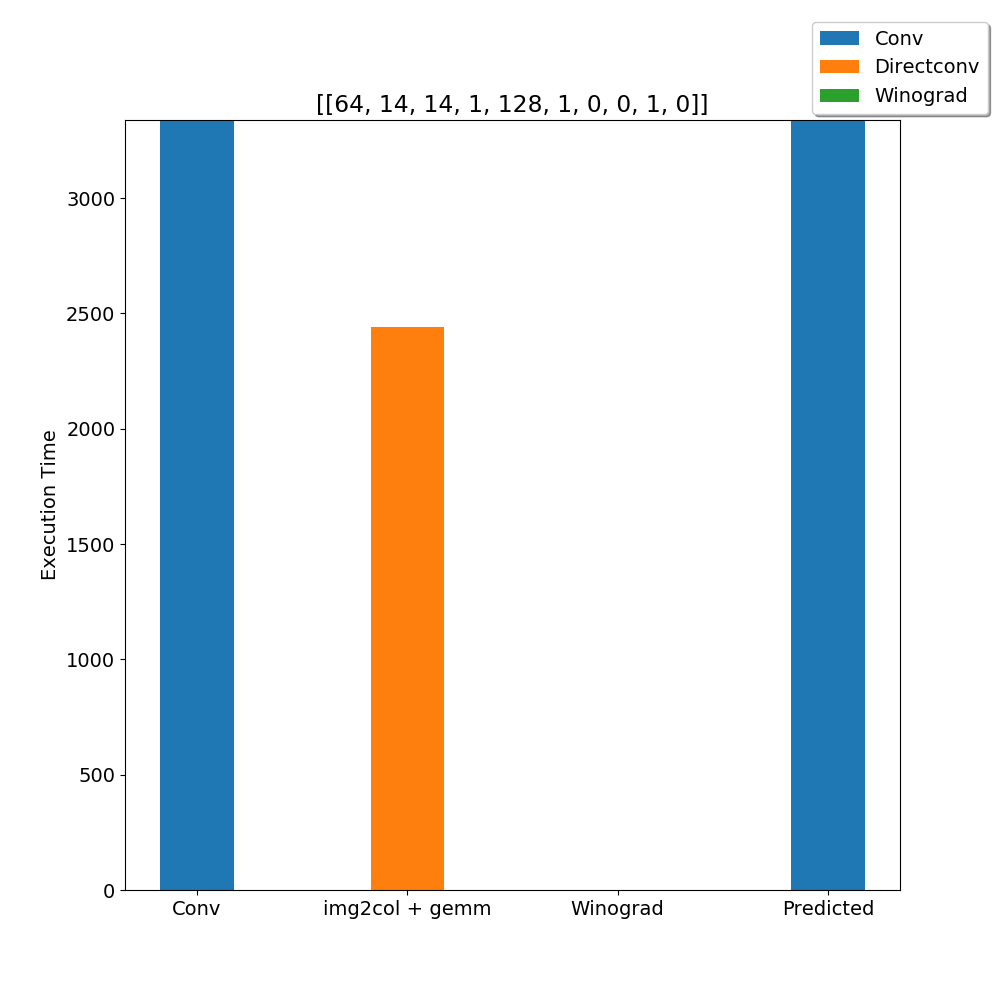 Conv
Directconv
Winograd
[[64, 14, 14, 1, 128, 1, 0, 0, 1, 0]]
3000
2500
2000
1500
1000
500
0
Execution Time
Conv
img2col + gemm
Winograd
Predicted